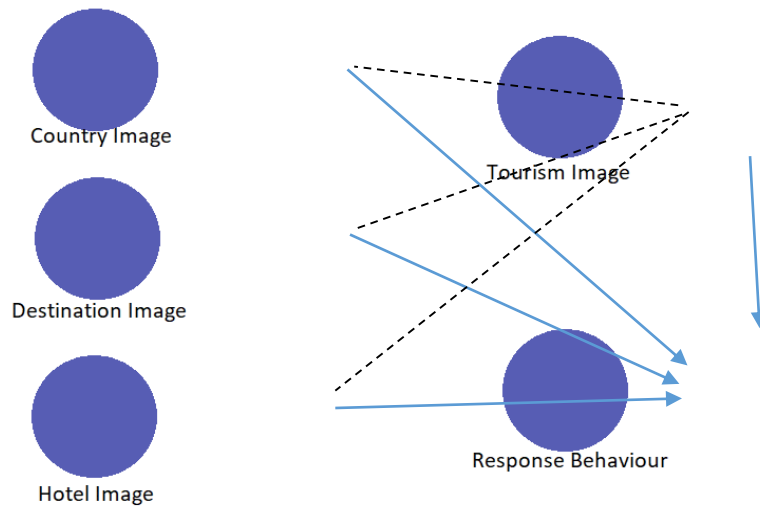 Country Image
Tourism Image
Destination Image
Response Behaviour
Hotel Image